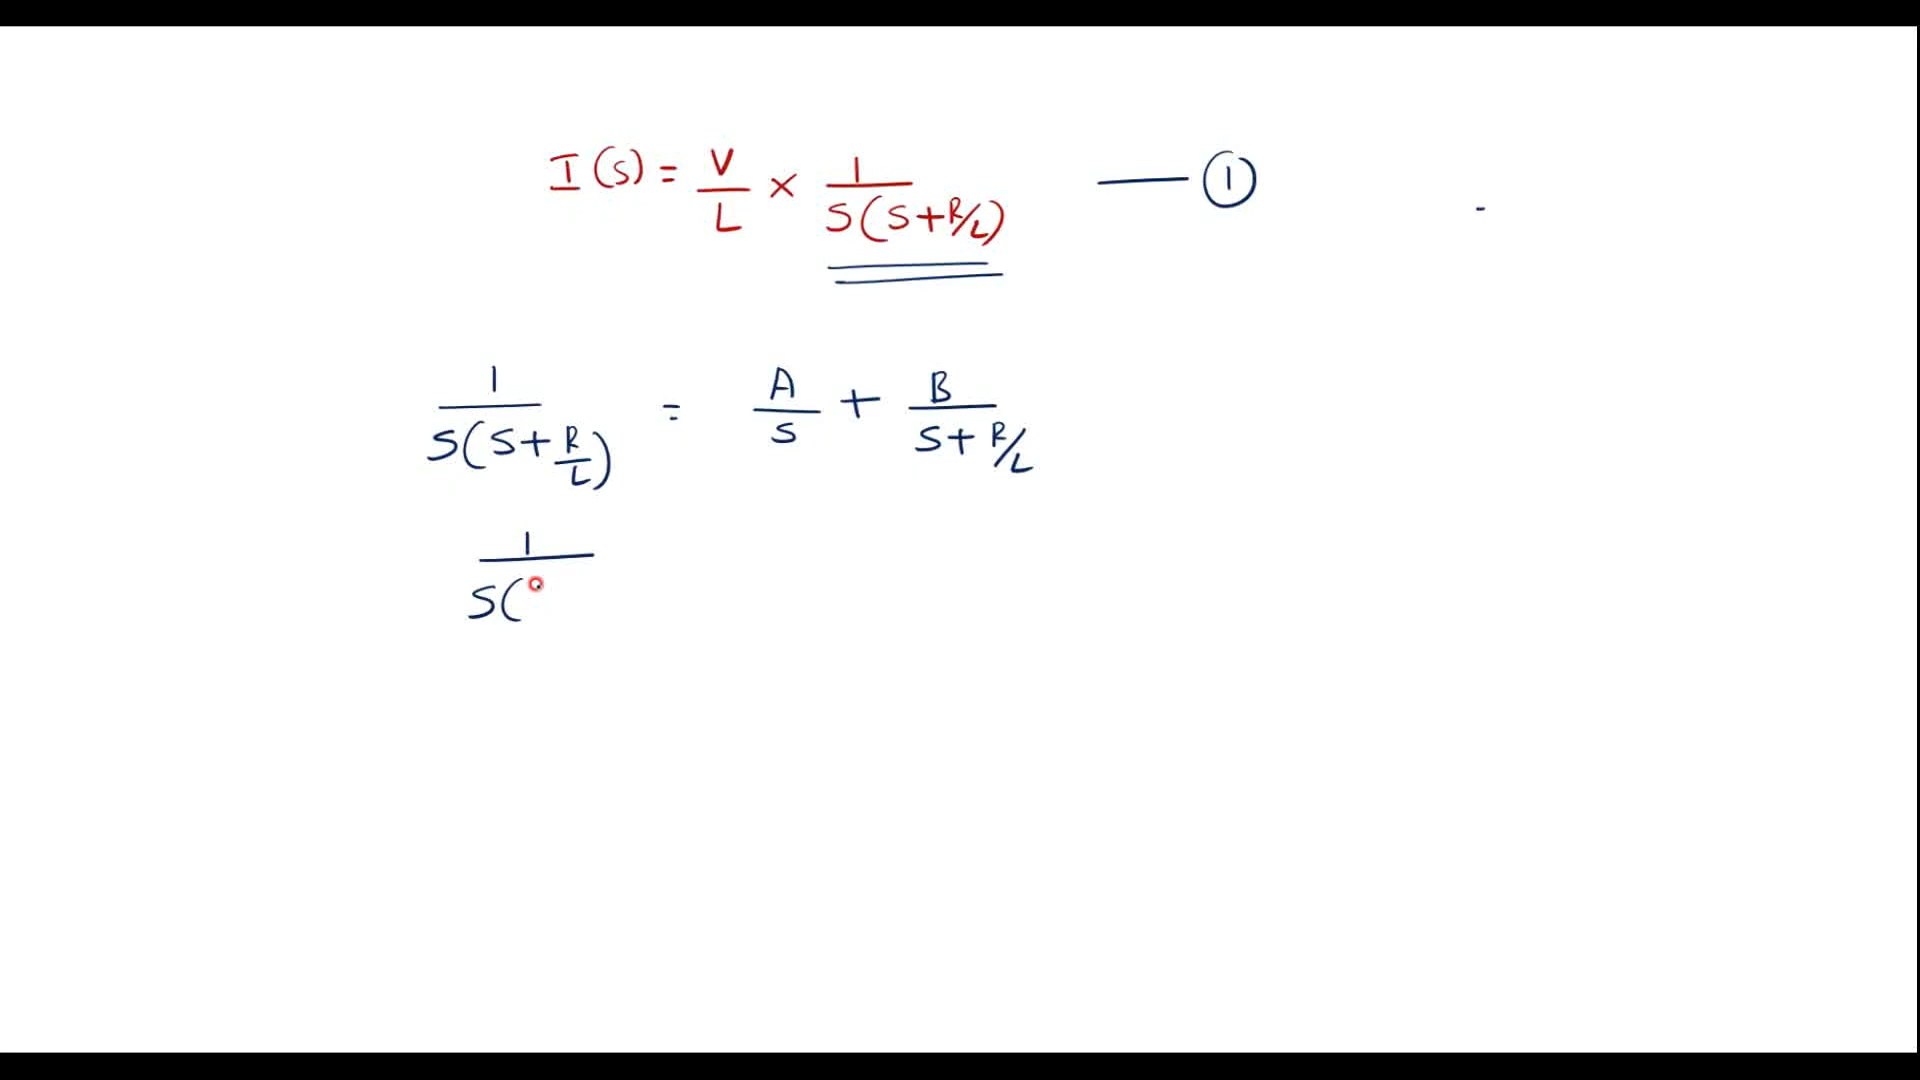 I(s) = V/L × 1/S(S+R/L) —— ①
1/S(S+R/L) = A/S + B/S+R/L
1/S(